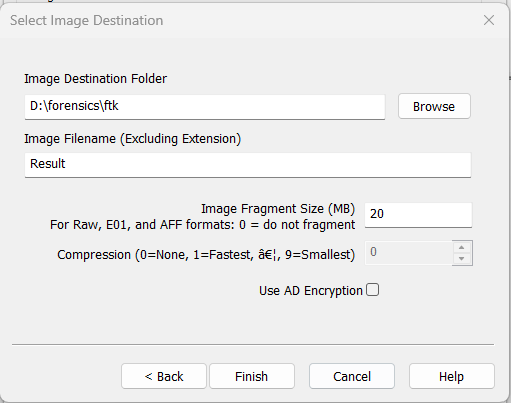 Select Image Destination
Image Destination Folder
D:\forensics\ftk
Browse
Image Filename (Excluding Extension)
Result
Image Fragment Size (MB)
For Raw, E01, and AFF formats: 0 = do not fragment
20
Compression (0=None, 1=Fastest, …, 9=Smallest)
0
Use AD Encryption
< Back
Finish
Cancel
Help